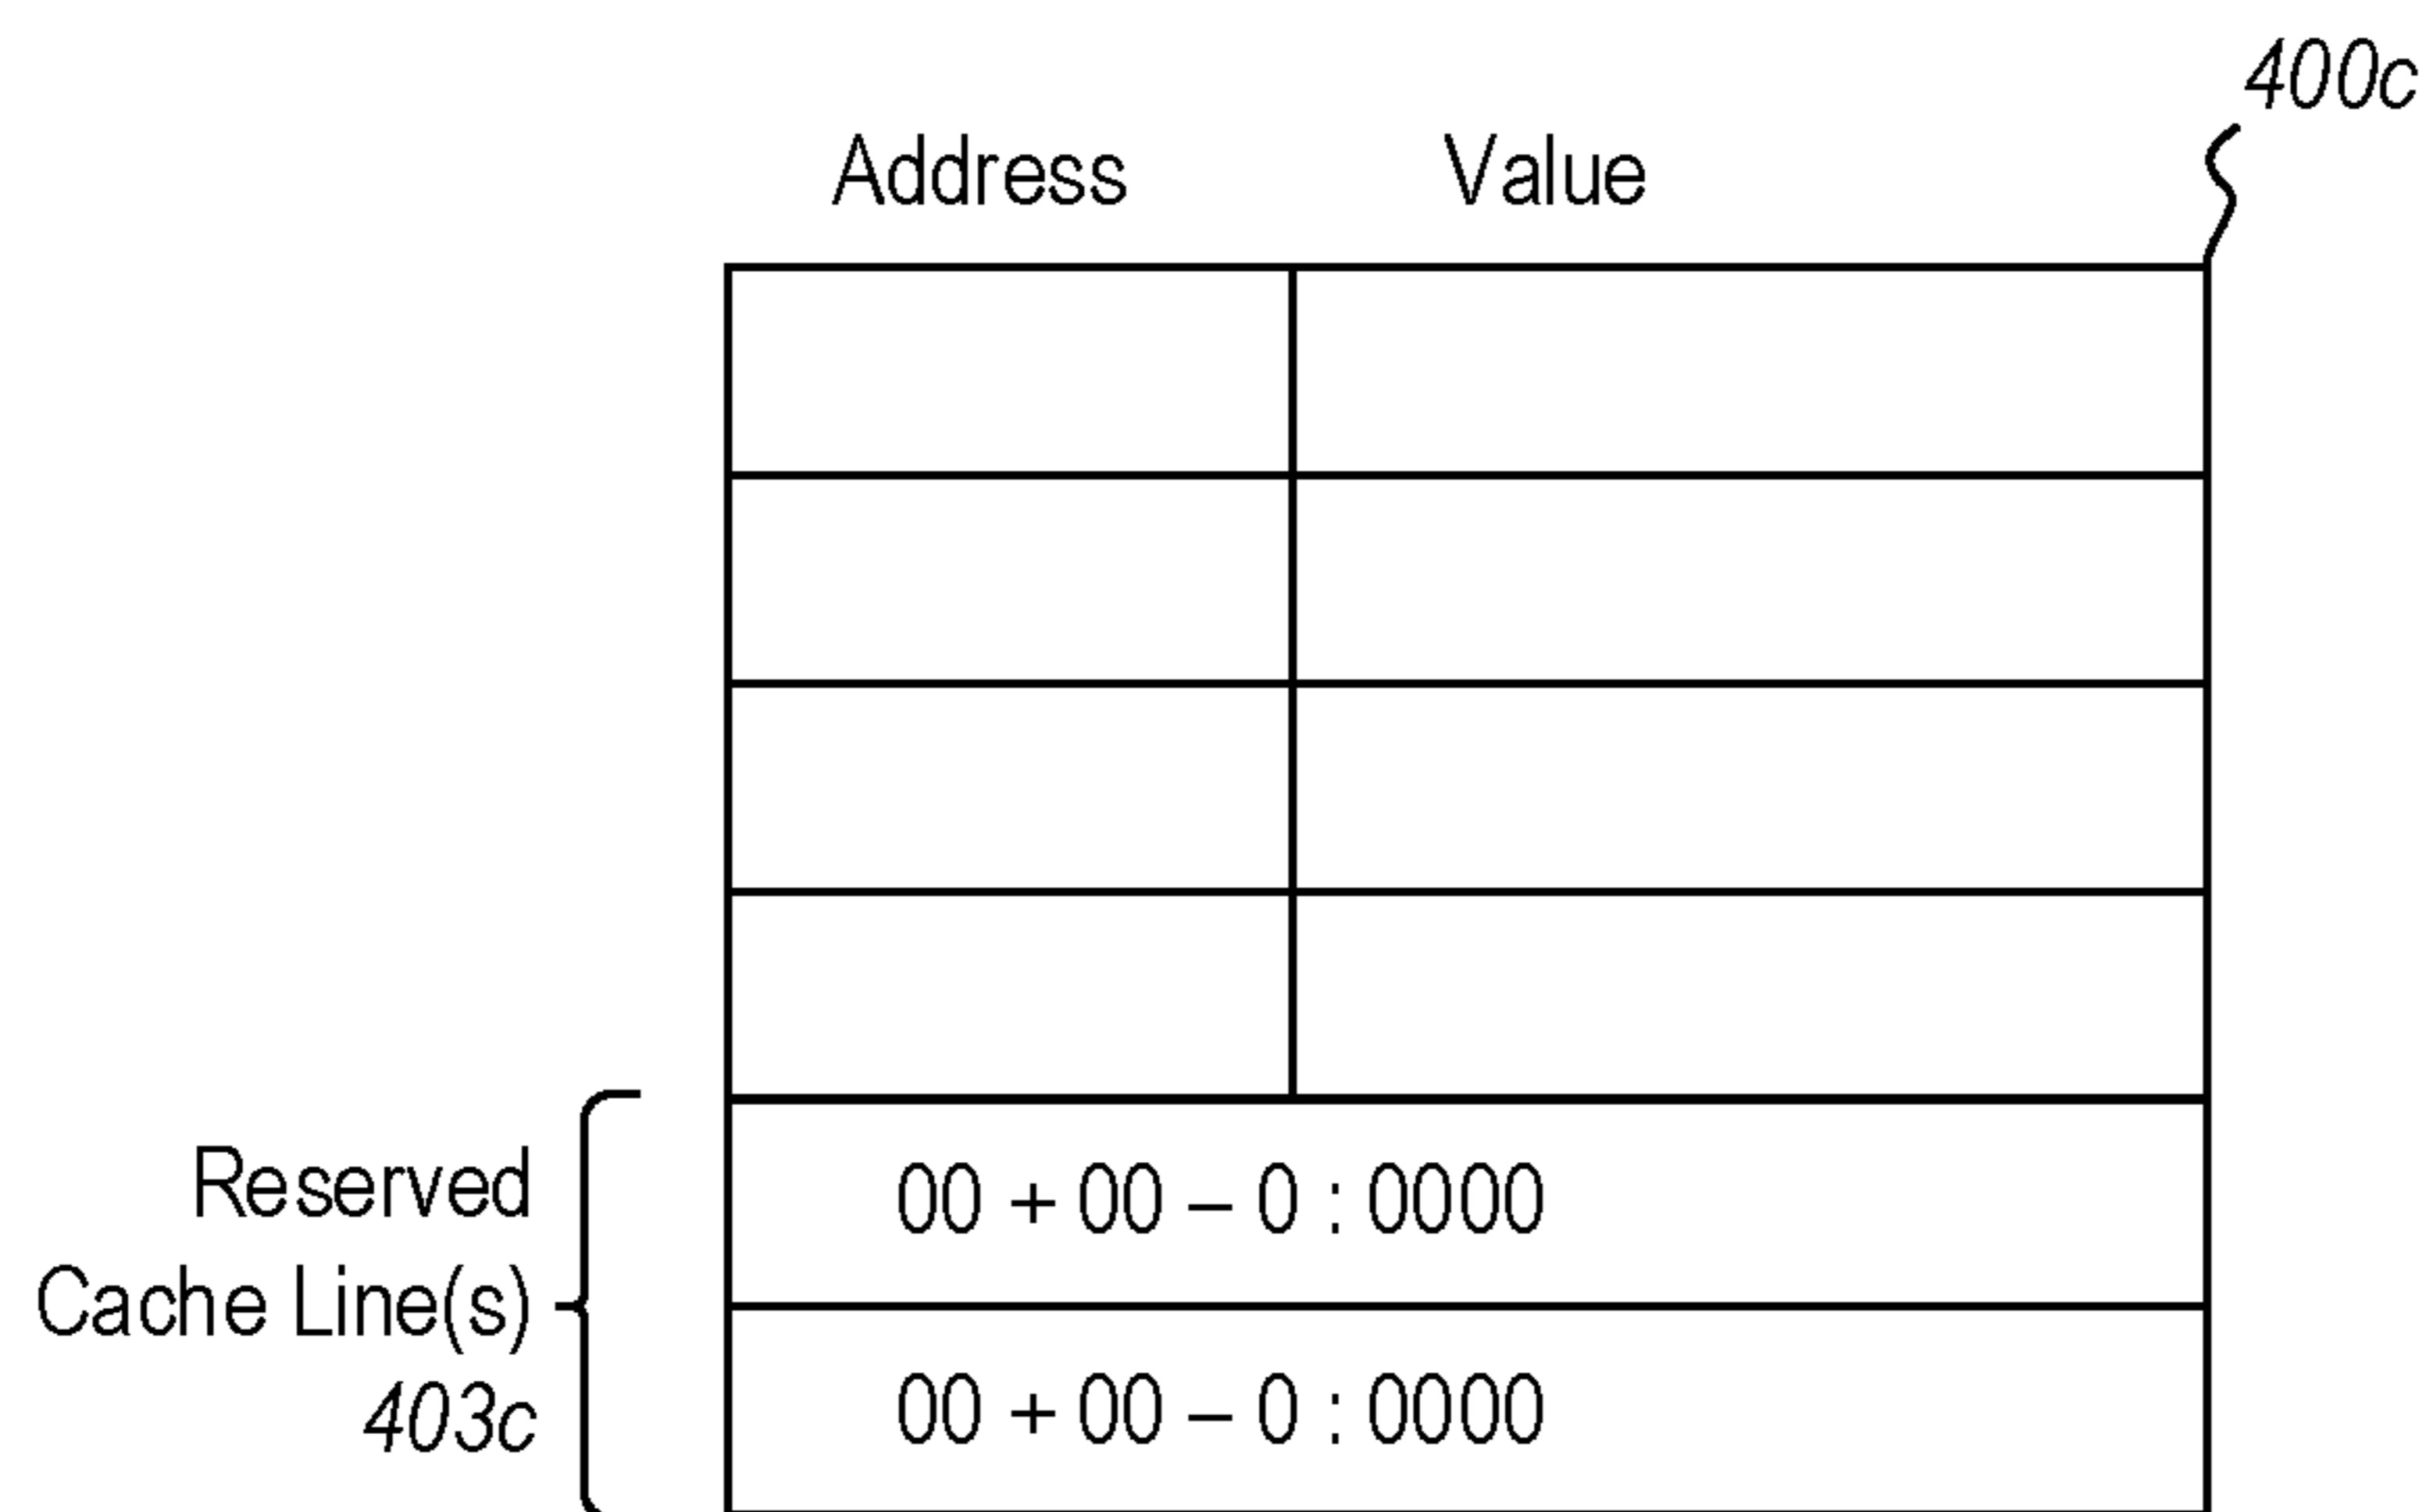 400c
Address Value
Reserved
Cache Line(s)
403c
00 + 00 – 0 : 0000
00 + 00 – 0 : 0000